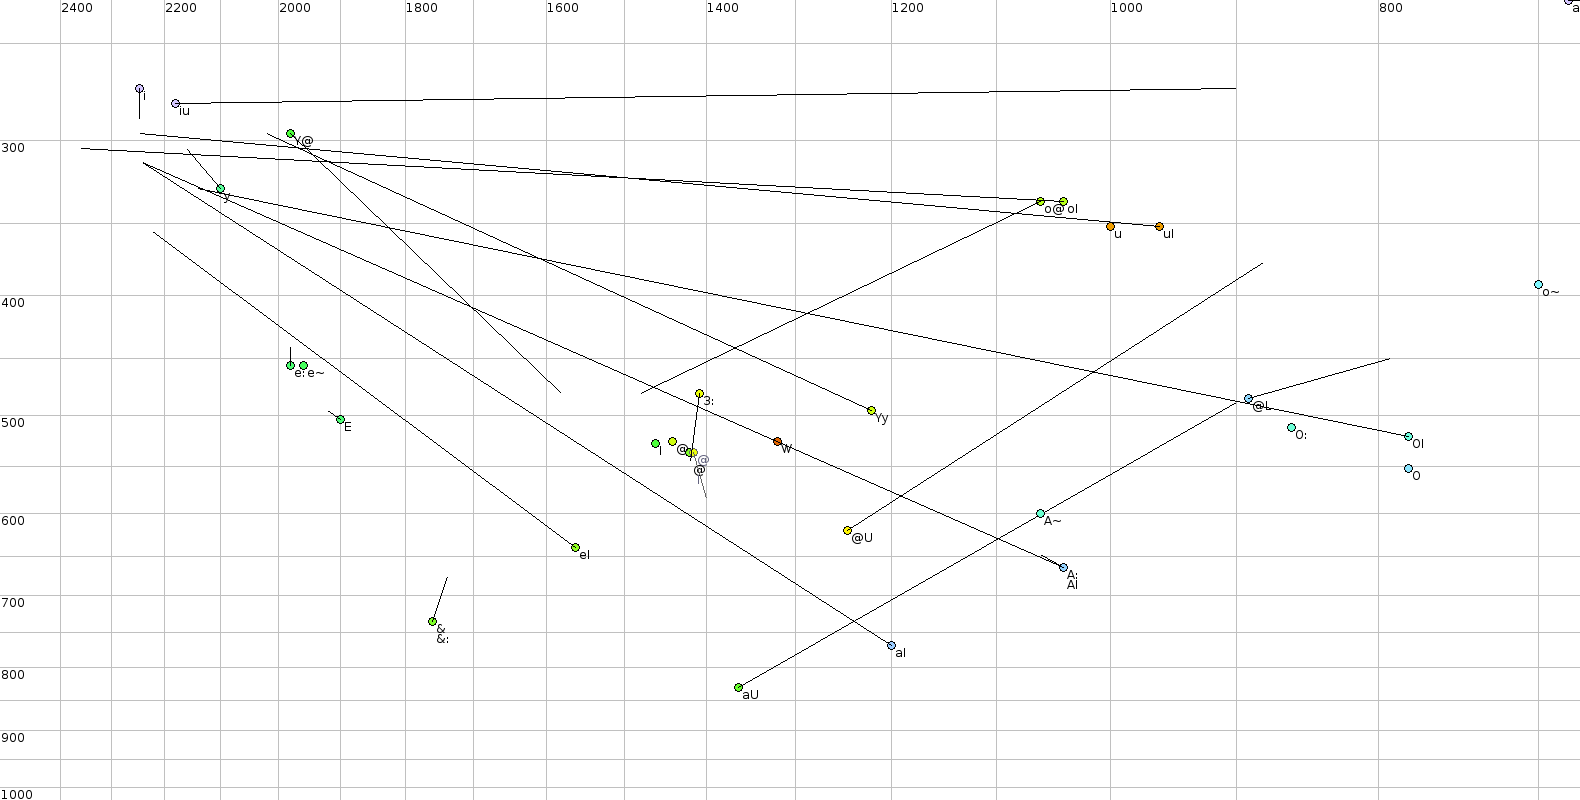 2400 2200 2000 1800 1600 1400 1200 1000 800
a
i
iu
Y@
300
y
o@ oI
u uI
o~
400
e: e~
3:
@L
Yy
500
E
O:
OI
I @ W
@
@
O
A~
600
@U
eI
A:
AI
700
&
&:
aI
800
aU
900
1000